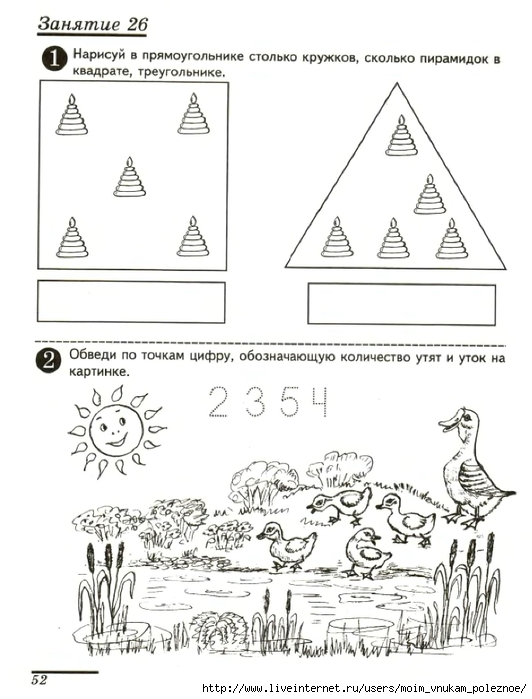 Занятие 26
1 Нарисуй в прямоугольнике столько кружков, сколько пирамидок в
квадрате, треугольнике.
2 Обведи по точкам цифру, обозначающую количество утят и уток на
картинке.
2 3 5 4
52
http://www.liveinternet.ru/users/moim_vnukam_poleznoe/